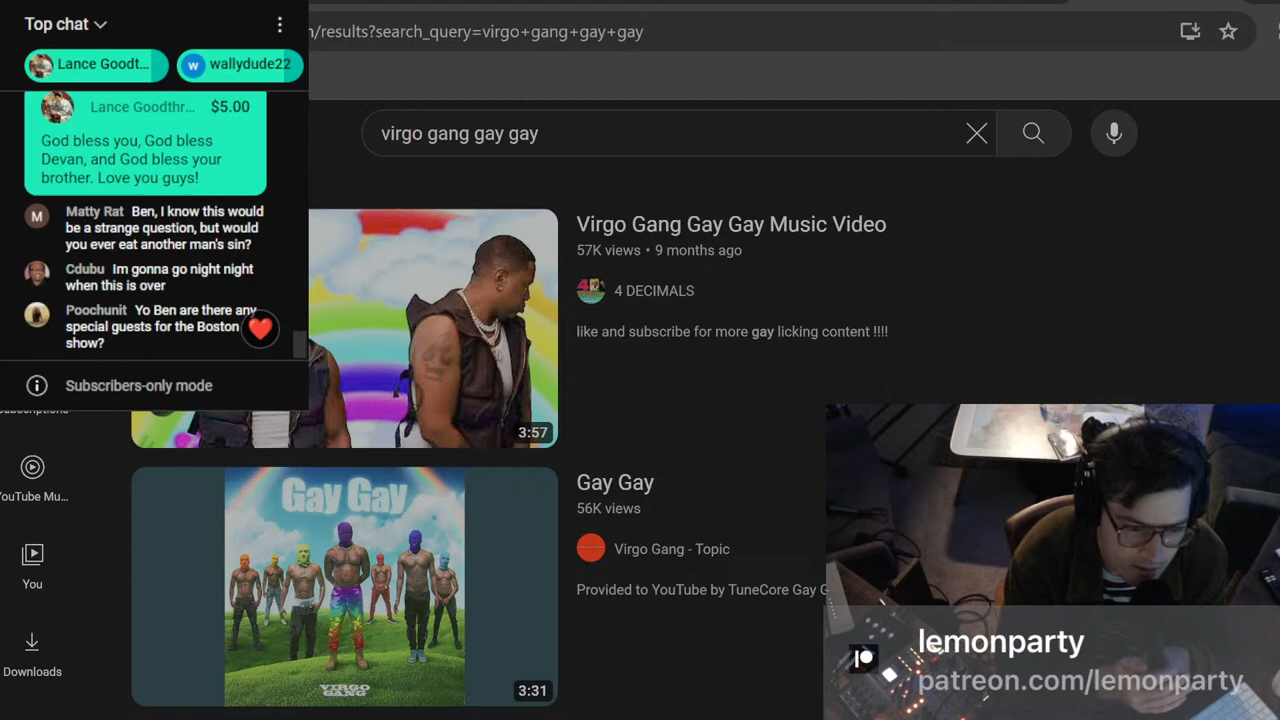 Top chat
Lance Goodt...
w
wallydude22
Lance Goodthr... $5.00
God bless you, God bless
Devan, and God bless your
brother. Love you guys!
M
Matty Rat Ben, I know this would
be a strange question, but would
you ever eat another man's sin?
Cdubu Im gonna go night night
when this is over
Poochunit Yo Ben are there any
special guests for the Boston
show?
Subscribers-only mode
YouTube Mu...
You
Downloads
n/results?search_query=virgo+gang+gay+gay
virgo gang gay gay
3:57
Virgo Gang Gay Gay Music Video
57K views • 9 months ago
4 DECIMALS
like and subscribe for more gay licking content !!!!
Gay Gay
VIRGO
GANG
3:31
Gay Gay
56K views
Virgo Gang - Topic
Provided to YouTube by TuneCore Gay
lemonparty
patreon.com/lemonparty